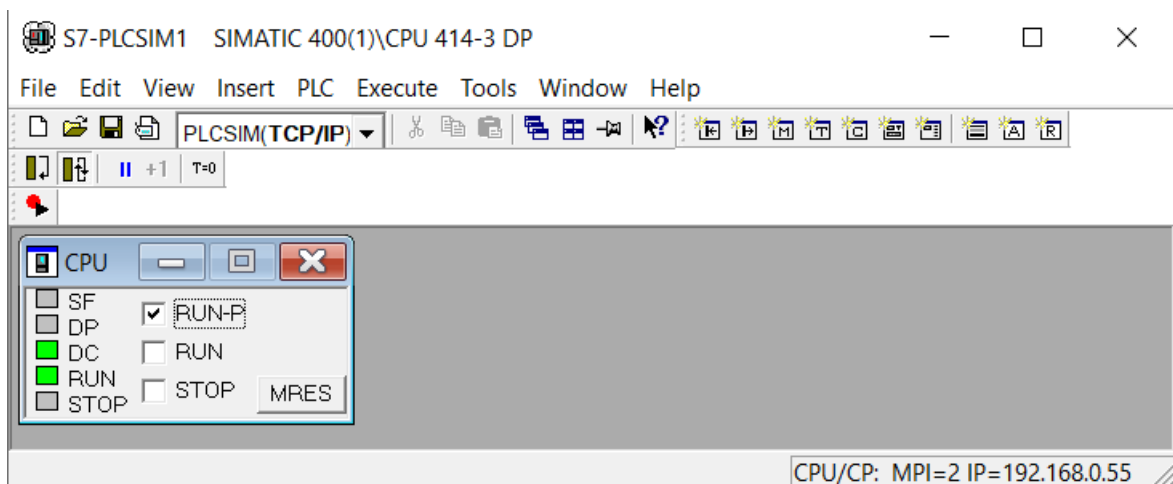 S7-PLCSIM1 SIMATIC 400(1)\CPU 414-3 DP
File Edit View Insert PLC Execute Tools Window Help
PLCSIM(TCP/IP)
+1 T=0
CPU
SF
DP
DC
RUN
STOP
RUN-P
RUN
STOP
MRES
CPU/CP: MPI=2 IP=192.168.0.55